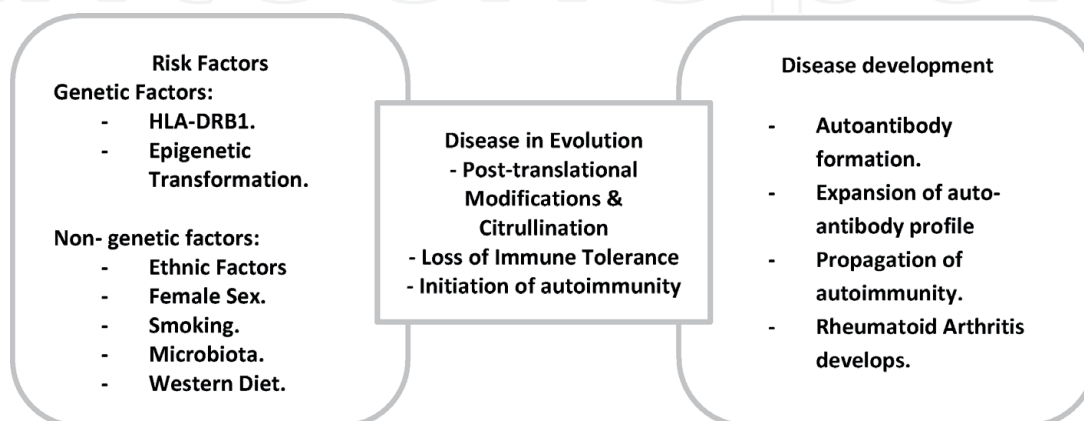 Risk Factors
Genetic Factors:
- HLA-DRB1.
- Epigenetic
Transformation.
Non- genetic factors:
- Ethnic Factors
- Female Sex.
- Smoking.
- Microbiota.
- Western Diet.
Disease in Evolution
- Post-translational
Modifications &
Citrullination
- Loss of Immune Tolerance
- Initiation of autoimmunity
Disease development
- Autoantibody
formation.
- Expansion of auto-
antibody profile
- Propagation of
autoimmunity.
- Rheumatoid Arthritis
develops.